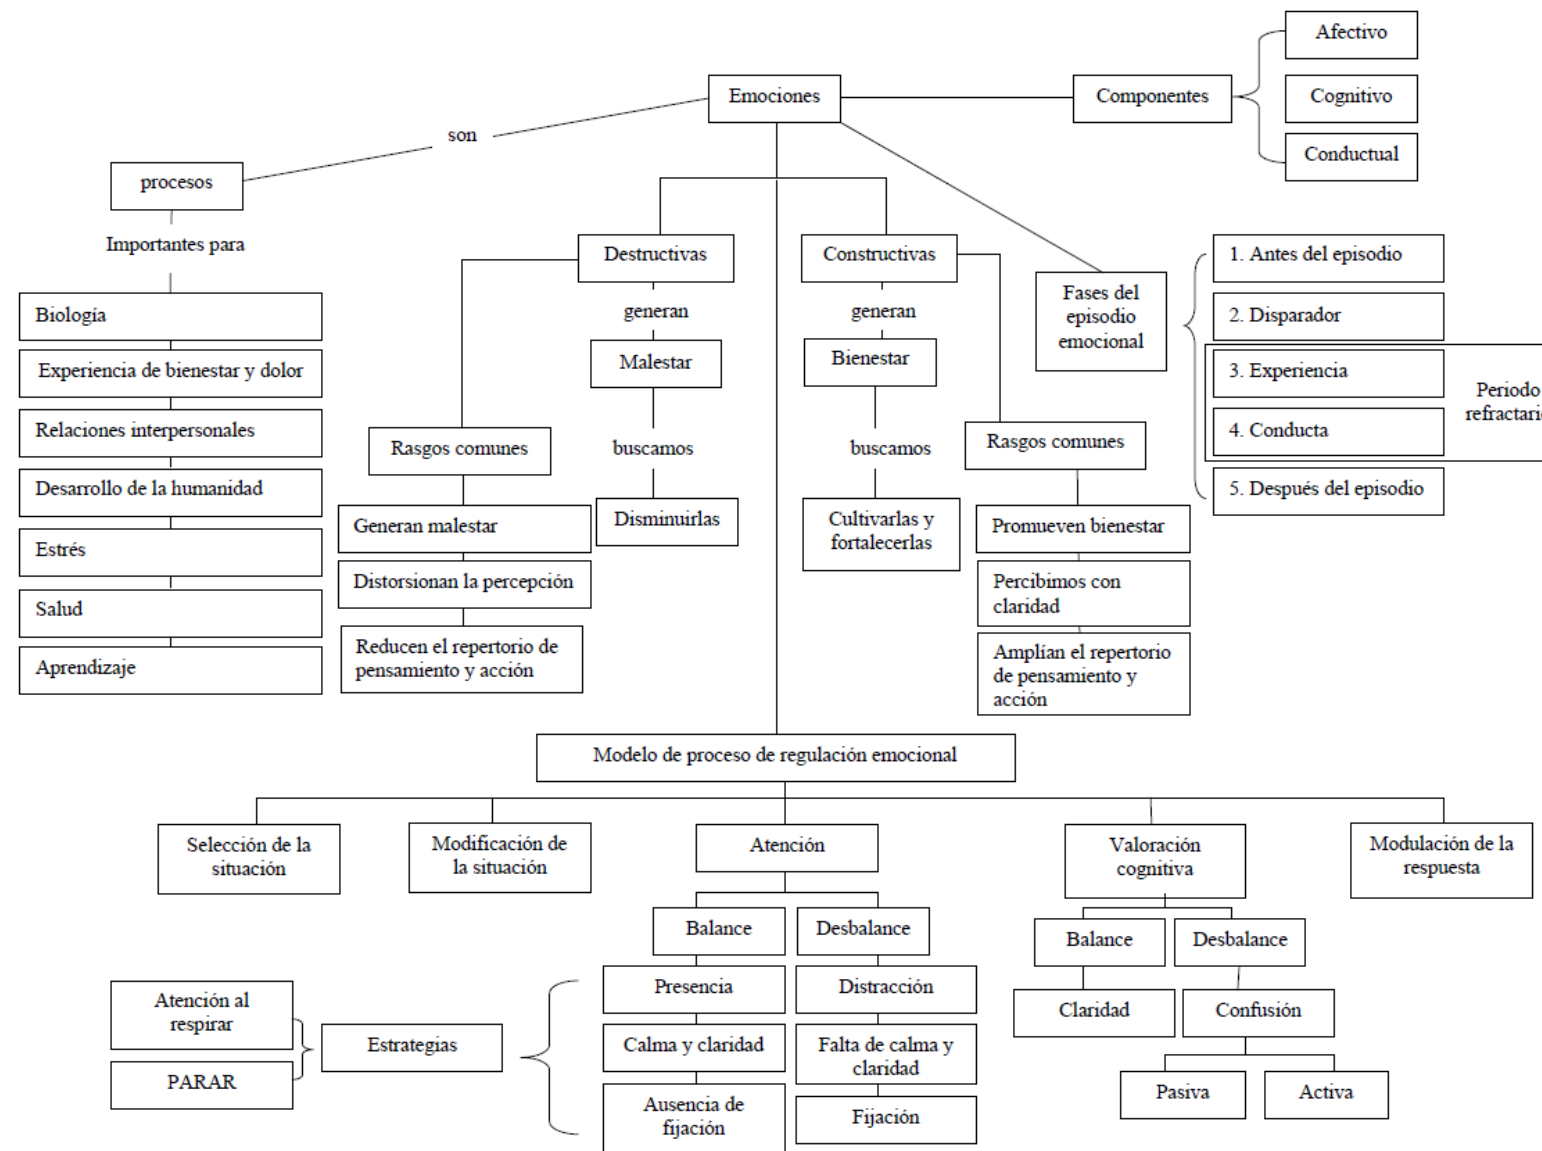 Afectivo
Emociones
Componentes
Cognitivo
son
Conductual
procesos
Importantes para
Biología
Experiencia de bienestar y dolor
Relaciones interpersonales
Desarrollo de la humanidad
Estrés
Salud
Aprendizaje
Destructivas
generan
Malestar
buscamos
Disminuirlas
Rasgos comunes
Generan malestar
Distorsionan la percepción
Reducen el repertorio de
pensamiento y acción
Constructivas
generan
Bienestar
buscamos
Cultivarlas y
fortalecerlas
Rasgos comunes
Promueven bienestar
Percibimos con
claridad
Amplían el repertorio
de pensamiento y
acción
Fases del
episodio
emocional
1. Antes del episodio
2. Disparador
3. Experiencia
4. Conducta
Periodo
5. Después del episodio
Modelo de proceso de regulación emocional
Selección de la
situación
Modificación de
la situación
Atención
Valoración
cognitiva
Modulación de la
respuesta
Balance
Desbalance
Presencia
Distracción
Calma y claridad
Falta de calma y
claridad
Ausencia de
fijación
Fijación
Estrategias
Atención al
respirar
PARAR
Balance
Desbalance
Claridad
Confusión
Pasiva
Activa